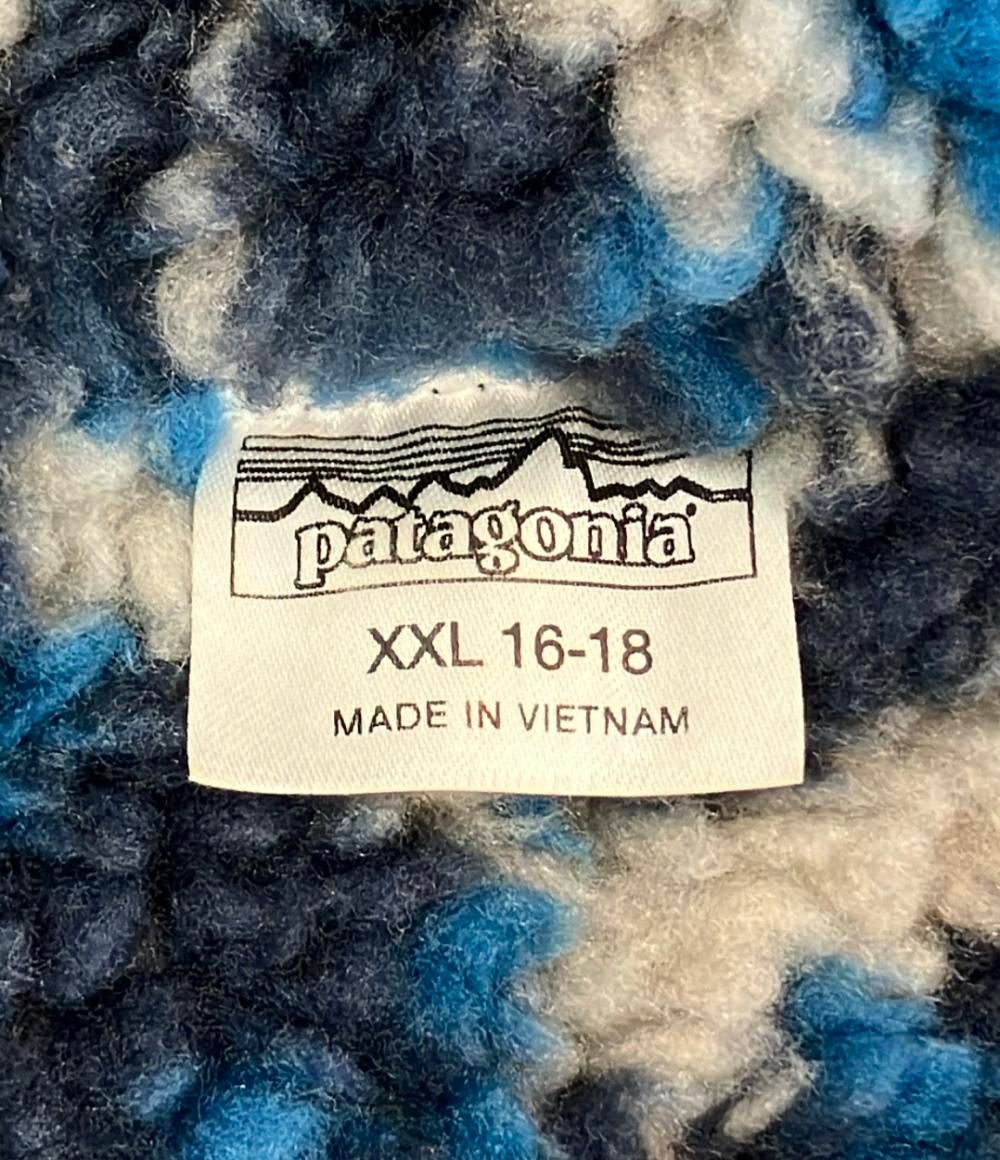 patagonia
XXL 16-18
MADE IN VIETNAM